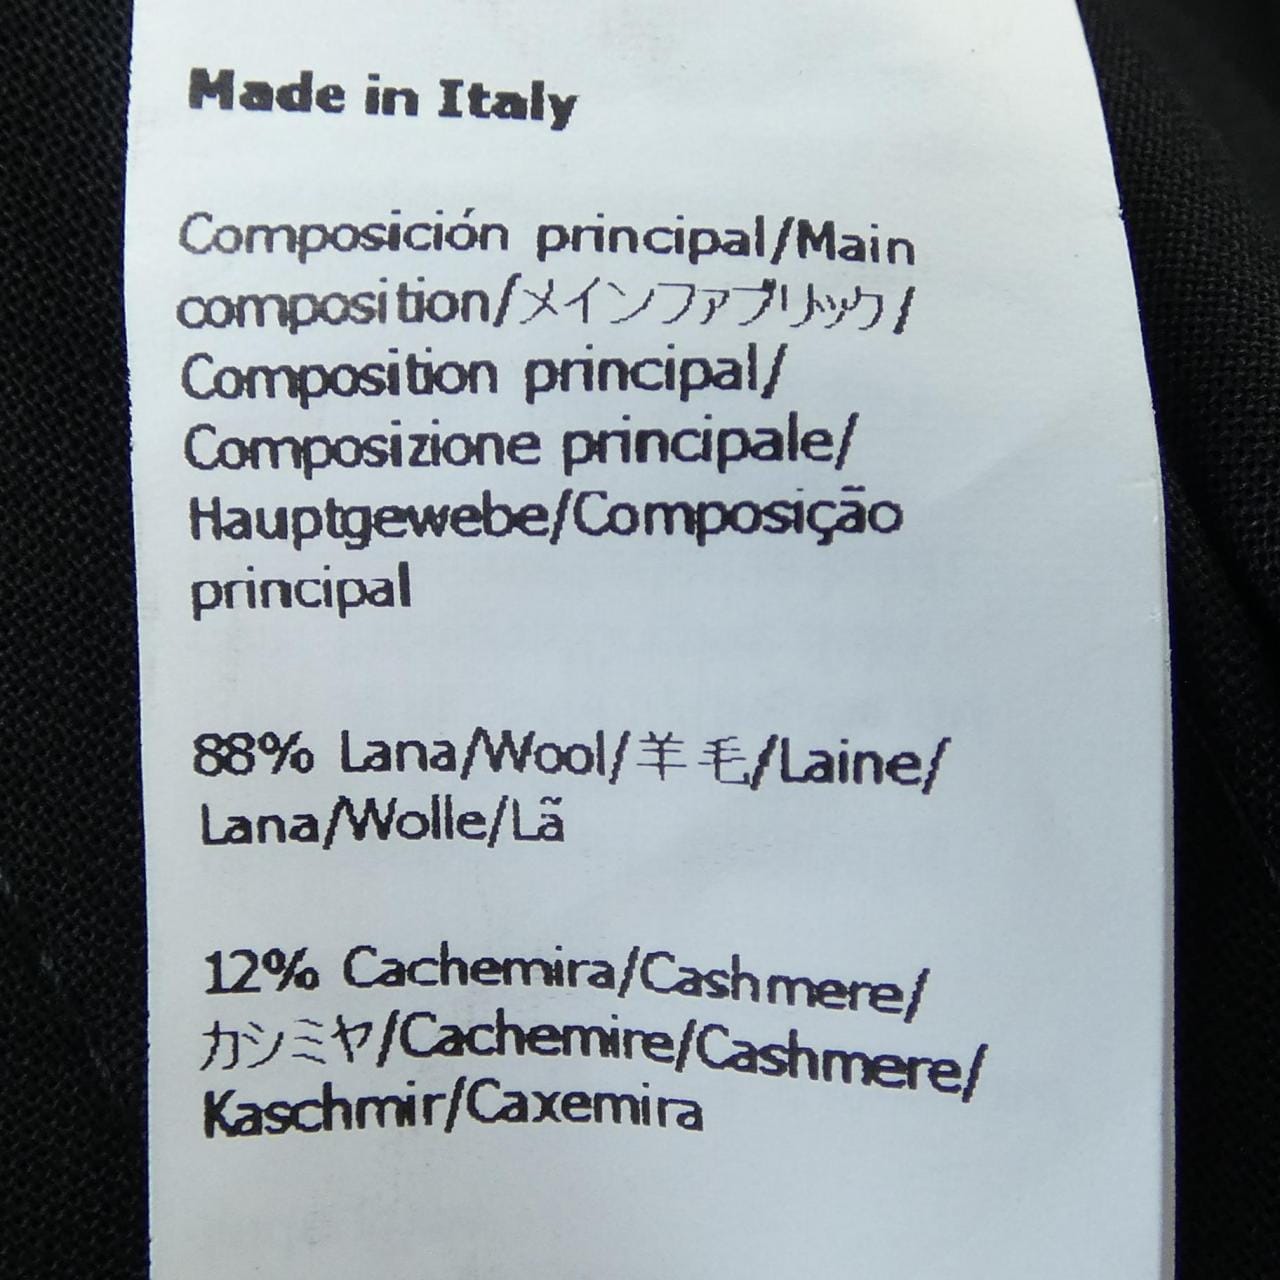 Made in Italy
Composición principal/Main
composition/メインファブリック/
Composition principal/
Composizione principale/
Hauptgewebe/Composição
principal
88% Lana/Wool/羊毛/Laine/
Lana/Wolle/Lã
12% Cachemira/Cashmere/
カシミヤ/Cachemire/Cashmere/
Kaschmir/Caxemira